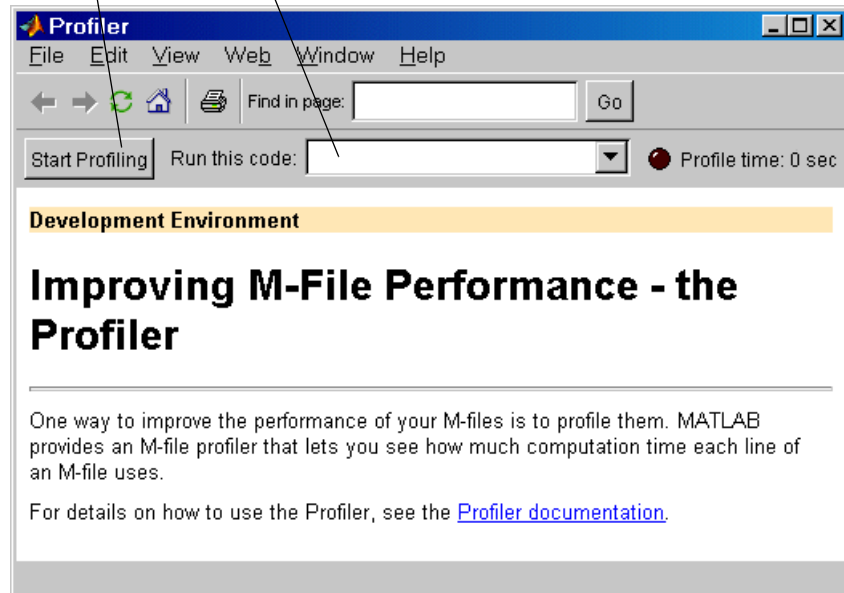 Profiler
File Edit View Web Window Help
Find in page: Go
Start Profiling Run this code: Profile time: 0 sec
Development Environment
Improving M-File Performance - the
Profiler
One way to improve the performance of your M-files is to profile them. MATLAB
provides an M-file profiler that lets you see how much computation time each line of
an M-file uses.
For details on how to use the Profiler, see the Profiler documentation.